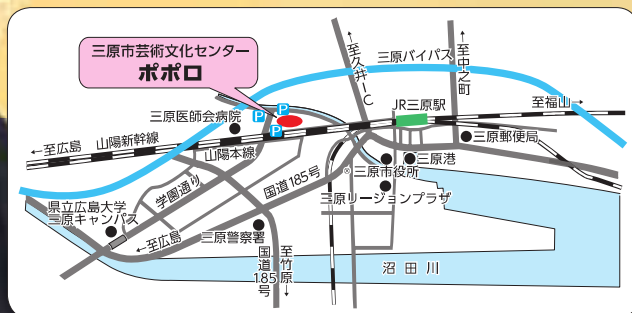 三原市芸術文化センター
ポポロ
←至久井IC
三原バイパス
←至中之町
JR三原駅
至福山→
P
P
P
三原医師会病院
←至広島
山陽新幹線
山陽本線
三原郵便局
三原港
三原市役所
三原リージョンプラザ
学園通り
国道185号
県立広島大学
三原キャンパス
←至広島
三原警察署
国道185号
至竹原→
沼田川